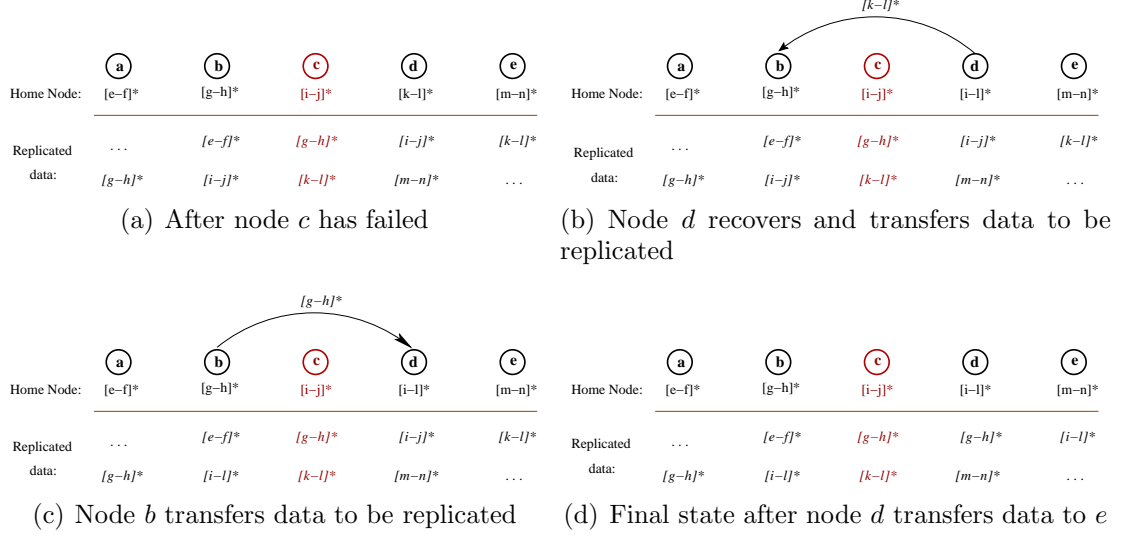 [k–l]*
a b c d e
Home Node: [e–f]* [g–h]* [i–j]* [k–l]* [m–n]*
Replicated data: . . . [e–f]* [g–h]* [i–j]* [k–l]*
[g–h]* [i–j]* [k–l]* [m–n]* . . .
(a) After node c has failed
a b c d e
Home Node: [e–f]* [g–h]* [i–j]* [i–l]* [m–n]*
Replicated data: . . . [e–f]* [g–h]* [i–j]* [k–l]*
[g–h]* [i–j]* [k–l]* [m–n]* . . .
(b) Node d recovers and transfers data to be
replicated
[g–h]*
a b c d e
Home Node: [e–f]* [g–h]* [i–j]* [i–l]* [m–n]*
Replicated data: . . . [e–f]* [g–h]* [i–j]* [k–l]*
[g–h]* [i–l]* [k–l]* [m–n]* . . .
(c) Node b transfers data to be replicated
a b c d e
Home Node: [e–f]* [g–h]* [i–j]* [i–l]* [m–n]*
Replicated data: . . . [e–f]* [g–h]* [g–h]* [i–l]*
[g–h]* [i–l]* [k–l]* [m–n]* . . .
(d) Final state after node d transfers data to e